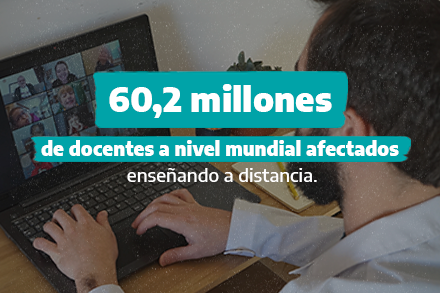 60,2 millones
de docentes a nivel mundial afectados
enseñando a distancia.